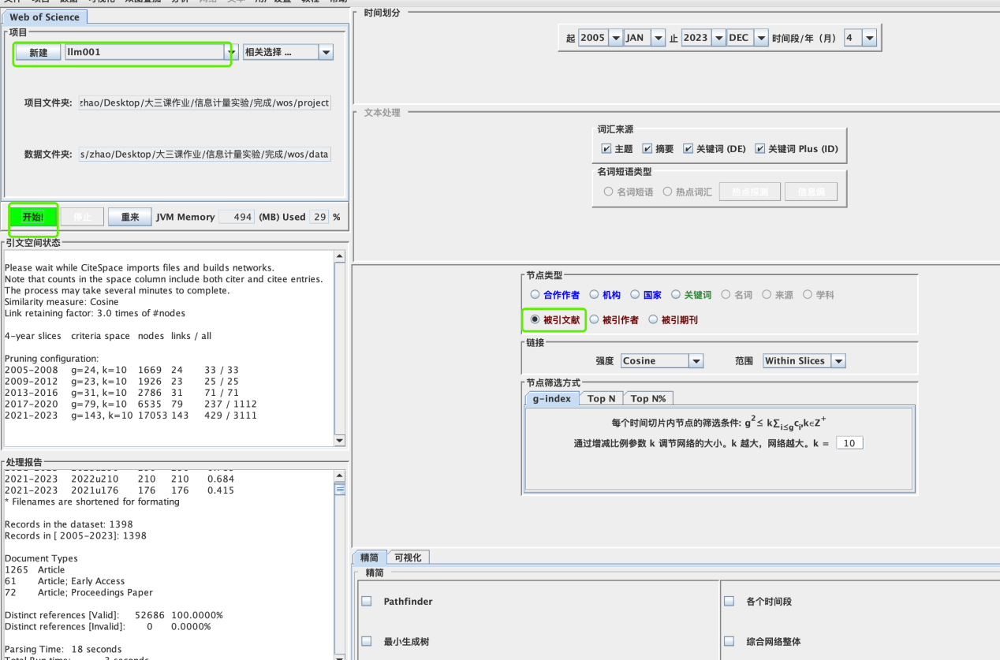 Web of Science
项目
新建 llm001 相关选择 ...
项目文件夹: zhao/Desktop/大三课作业/信息计量实验/完成/wos/project
数据文件夹: s/zhao/Desktop/大三课作业/信息计量实验/完成/wos/data
开始! 停止 重来 JVM Memory 494 (MB) Used 29 %
引文空间状态
Please wait while CiteSpace imports files and builds networks.
Note that counts in the space column include both citer and citee entries.
The process may take several minutes to complete.
Similarity measure: Cosine
Link retaining factor: 3.0 times of #nodes
4-year slices criteria space nodes links / all
Pruning configuration:
2005-2008 g=24, k=10 1669 24 33 / 33
2009-2012 g=23, k=10 1926 23 25 / 25
2013-2016 g=31, k=10 2786 31 71 / 71
2017-2020 g=79, k=10 6535 79 237 / 1112
2021-2023 g=143, k=10 17053 143 429 / 3111
处理报告
2021-2023 2022u210 210 210 0.684
2021-2023 2021u176 176 176 0.415
* Filenames are shortened for formating
Records in the dataset: 1398
Records in [ 2005-2023]: 1398
Document Types
1265 Article
61 Article; Early Access
72 Article; Proceedings Paper
Distinct references [Valid]: 52686 100.0000%
Distinct references [Invalid]: 0 0.0000%
Parsing Time: 18 seconds
时间划分
起 2005 JAN 止 2023 DEC 时间段/年（月） 4
文本处理
词汇来源
主题 摘要 关键词 (DE) 关键词 Plus (ID)
名词短语类型
名词短语 热点词汇 热点探测 信息熵
节点类型
合作作者 机构 国家 关键词 名词 来源 学科
被引文献 被引作者 被引期刊
链接
强度 Cosine 范围 Within Slices
节点筛选方式
g-index Top N Top N%
每个时间切片内节点的筛选条件: g²≤ k∑i≤gci,k∈Z⁺
通过增减比例参数 k 调节网络的大小。k 越大，网络越大。k = 10
精简 可视化
精简
Pathfinder 各个时间段
最小生成树 综合网络整体